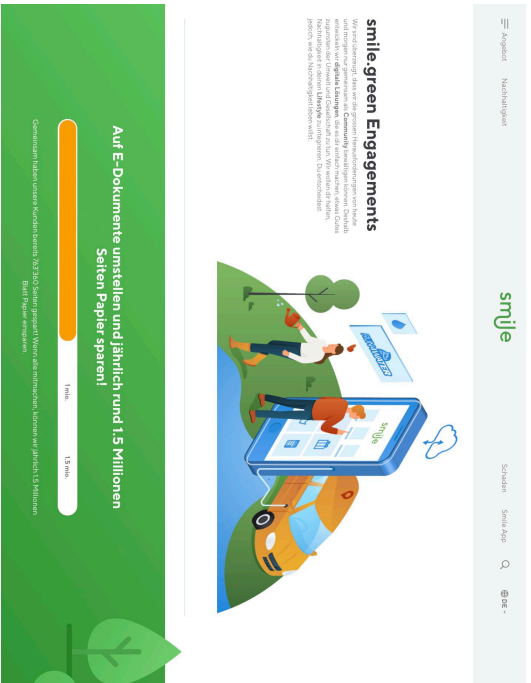 Angebot
Nachhaltigkeit
smile
Schaden
Smile App
DE
smile.green Engagements
Wir sind überzeugt, dass wir die grossen Herausforderungen von heute
und morgen nur gemeinsam als Community bewältigen können. Deshalb
entwickeln wir digitale Lösungen, die es dir einfach machen, etwas Gutes
zugunsten der Umwelt und Gesellschaft zu tun. Wir wollen dir helfen,
Nachhaltigkeit in deinen Lifestyle zu integrieren. Du entscheidest
jedoch, wie du Nachhaltigkeit leben willst.
smile
Auf E-Dokumente umstellen und jährlich rund 1.5 Millionen
Seiten Papier sparen!
1 mio.
1.5 mio.
Gemeinsam haben unsere Kunden bereits 763'360 Seiten gespart! Wenn alle mitmachen, können wir jährlich 1.5 Millionen
Blatt Papier einsparen.